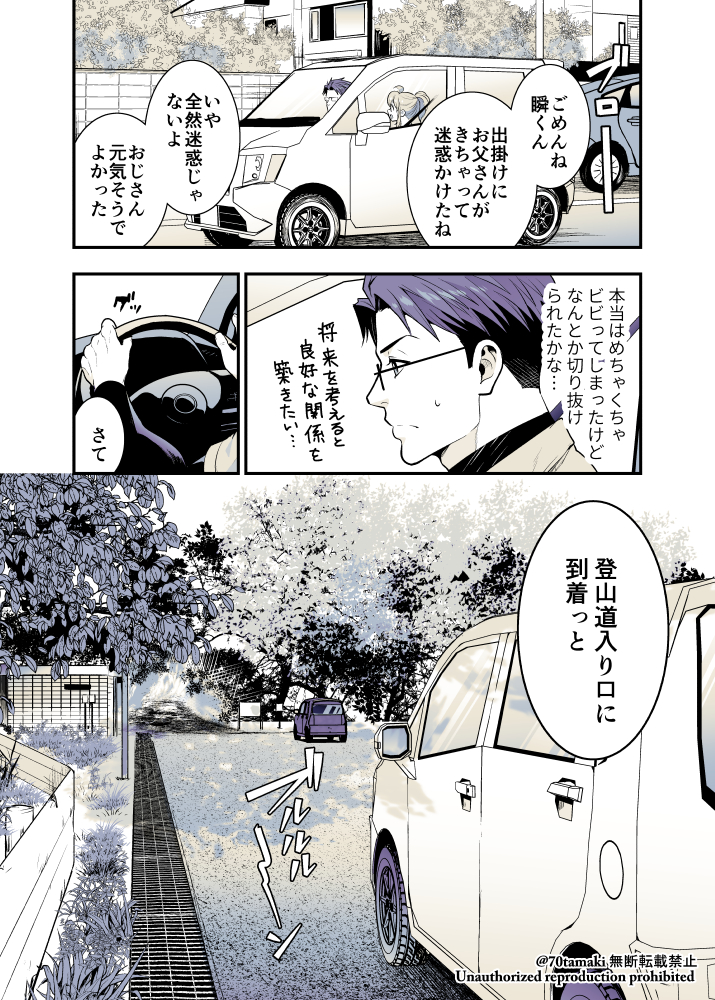 ごめんね
瞬くん
出掛けに
お父さんが
きちゃって
迷惑かけたね
いや
全然迷惑じゃ
ないよ
おじさん
元気そうで
よかった
ブロー
本当はめちゃくちゃ
ビビってしまったけど
なんとか切り抜け
られたかな…
将来を考えると
良好な関係を
築きたい…
グッ
さて
登山道入り口に
到着っと
キュルルル
@70tamaki 無断転載禁止
Unauthorized reproduction prohibited